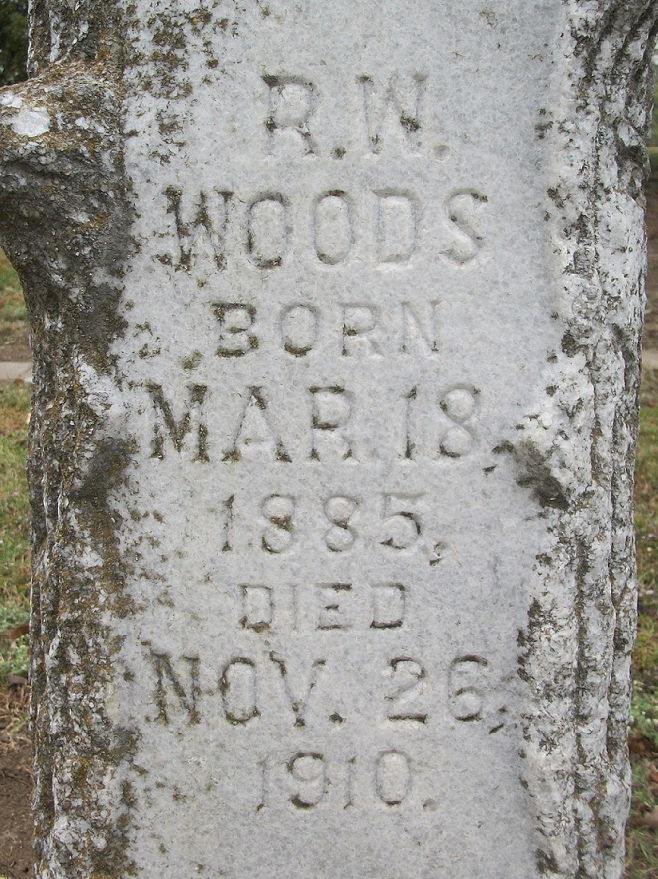 R. W.
WOODS
BORN
MAR. 18,
1885,
DIED
NOV. 26,
1910.